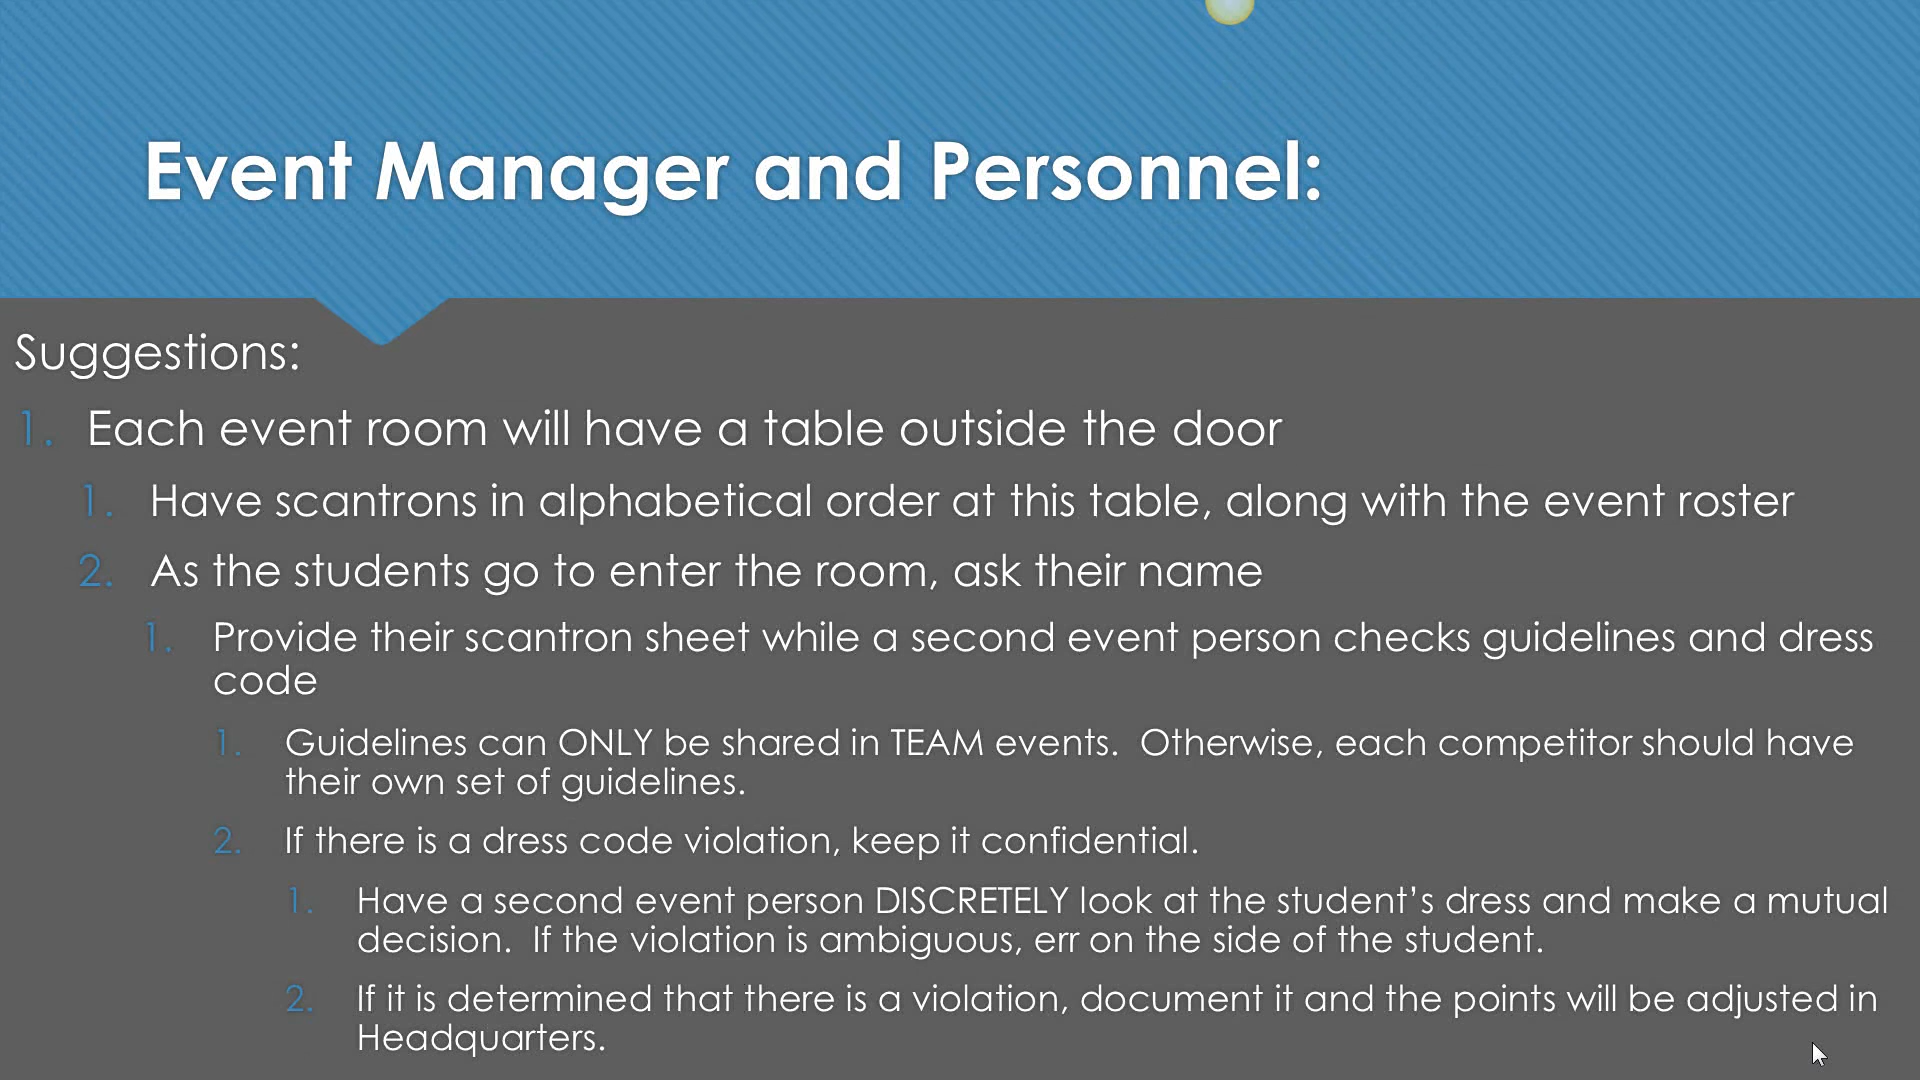 Event Manager and Personnel:
Suggestions:
1. Each event room will have a table outside the door
1. Have scantrons in alphabetical order at this table, along with the event roster
2. As the students go to enter the room, ask their name
1. Provide their scantron sheet while a second event person checks guidelines and dress
code
1. Guidelines can ONLY be shared in TEAM events.  Otherwise, each competitor should have
their own set of guidelines.
2. If there is a dress code violation, keep it confidential.
1. Have a second event person DISCRETELY look at the student’s dress and make a mutual
decision.  If the violation is ambiguous, err on the side of the student.
2. If it is determined that there is a violation, document it and the points will be adjusted in
Headquarters.